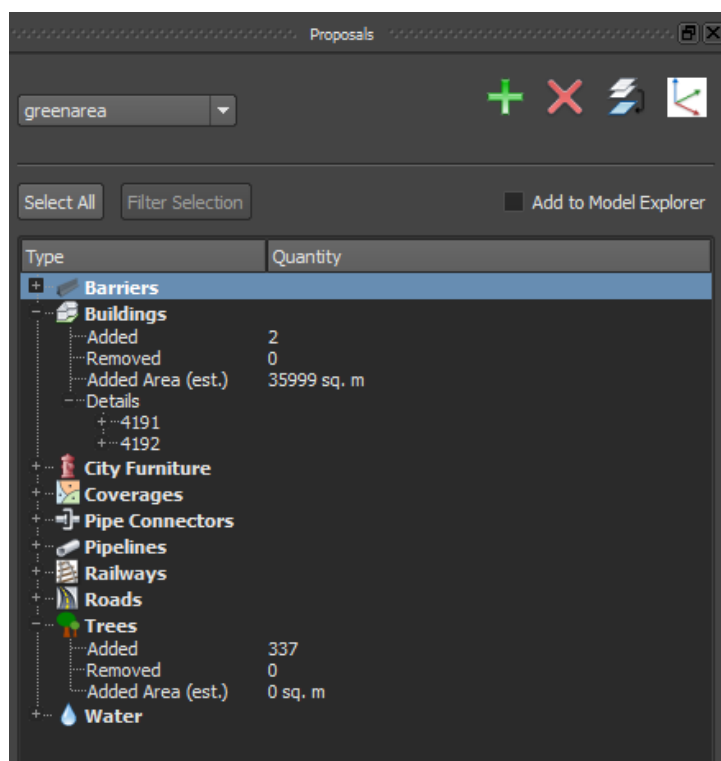 Proposals
greenarea
Select All Filter Selection Add to Model Explorer
Type Quantity
Barriers
Buildings
Added 2
Removed 0
Added Area (est.) 35999 sq. m
Details
4191
4192
City Furniture
Coverages
Pipe Connectors
Pipelines
Railways
Roads
Trees
Added 337
Removed 0
Added Area (est.) 0 sq. m
Water